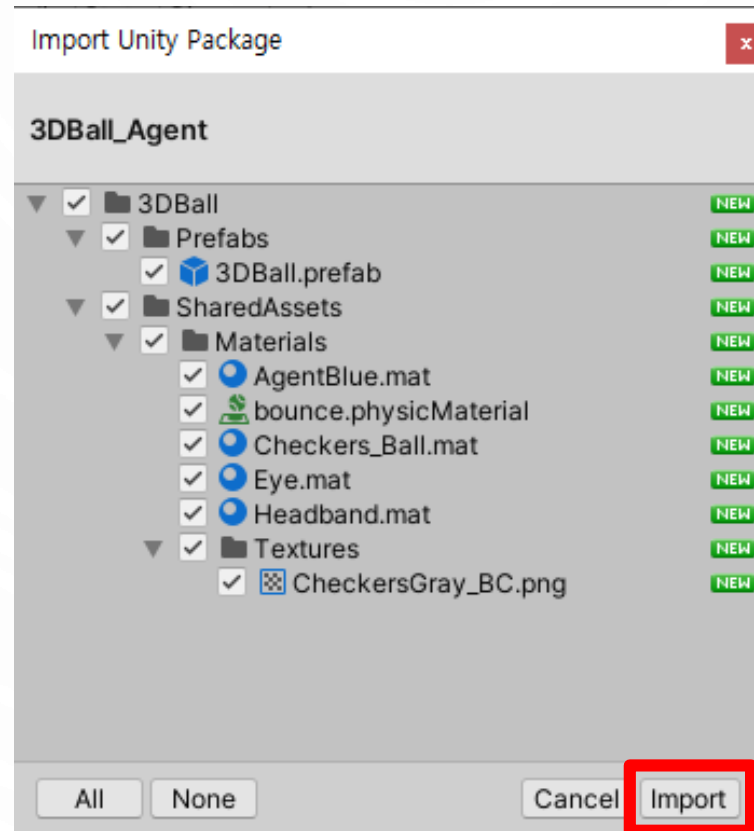 Import Unity Package
x
3DBall_Agent
3DBall NEW
Prefabs NEW
3DBall.prefab NEW
SharedAssets NEW
Materials NEW
AgentBlue.mat NEW
bounce.physicMaterial NEW
Checkers_Ball.mat NEW
Eye.mat NEW
Headband.mat NEW
Textures NEW
CheckersGray_BC.png NEW
All None Cancel Import